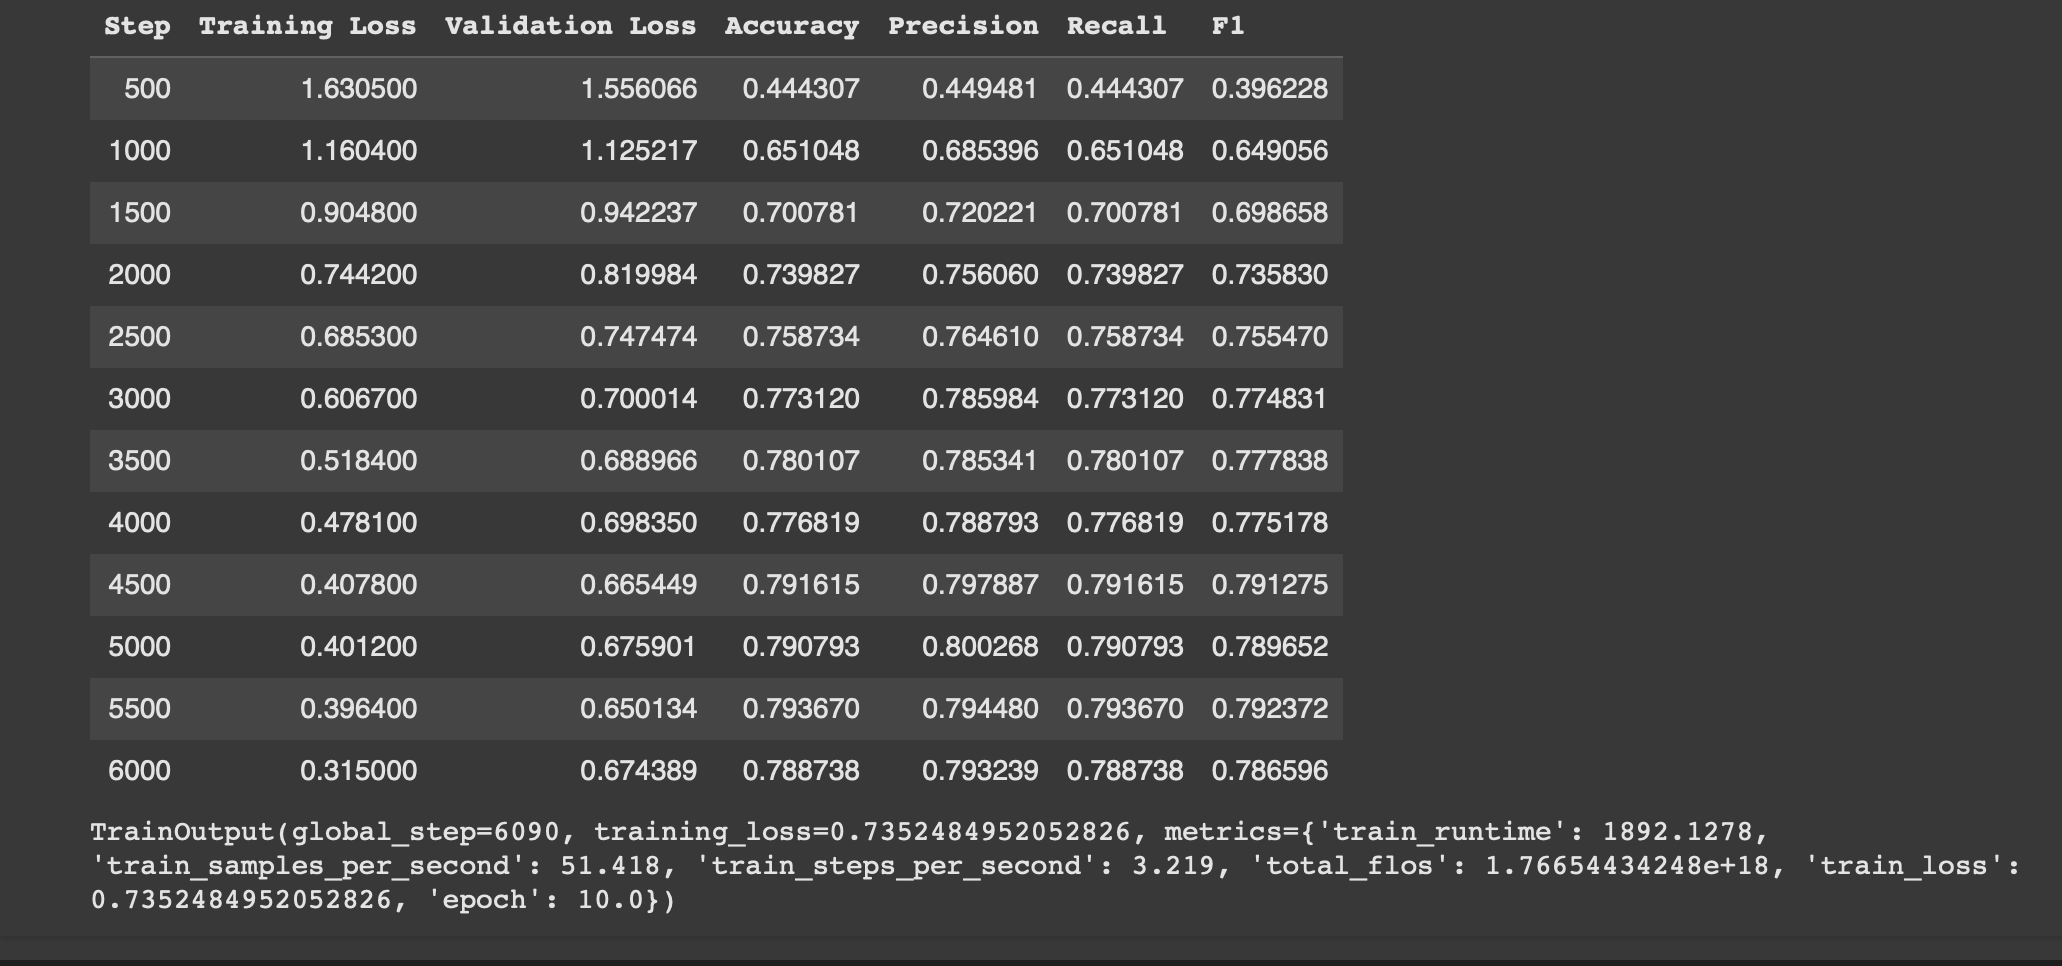 Step Training Loss Validation Loss Accuracy Precision Recall F1
500 1.630500 1.556066 0.444307 0.449481 0.444307 0.396228
1000 1.160400 1.125217 0.651048 0.685396 0.651048 0.649056
1500 0.904800 0.942237 0.700781 0.720221 0.700781 0.698658
2000 0.744200 0.819984 0.739827 0.756060 0.739827 0.735830
2500 0.685300 0.747474 0.758734 0.764610 0.758734 0.755470
3000 0.606700 0.700014 0.773120 0.785984 0.773120 0.774831
3500 0.518400 0.688966 0.780107 0.785341 0.780107 0.777838
4000 0.478100 0.698350 0.776819 0.788793 0.776819 0.775178
4500 0.407800 0.665449 0.791615 0.797887 0.791615 0.791275
5000 0.401200 0.675901 0.790793 0.800268 0.790793 0.789652
5500 0.396400 0.650134 0.793670 0.794480 0.793670 0.792372
6000 0.315000 0.674389 0.788738 0.793239 0.788738 0.786596
TrainOutput(global_step=6090, training_loss=0.7352484952052826, metrics={'train_runtime': 1892.1278,
'train_samples_per_second': 51.418, 'train_steps_per_second': 3.219, 'total_flos': 1.76654434248e+18, 'train_loss':
0.7352484952052826, 'epoch': 10.0})